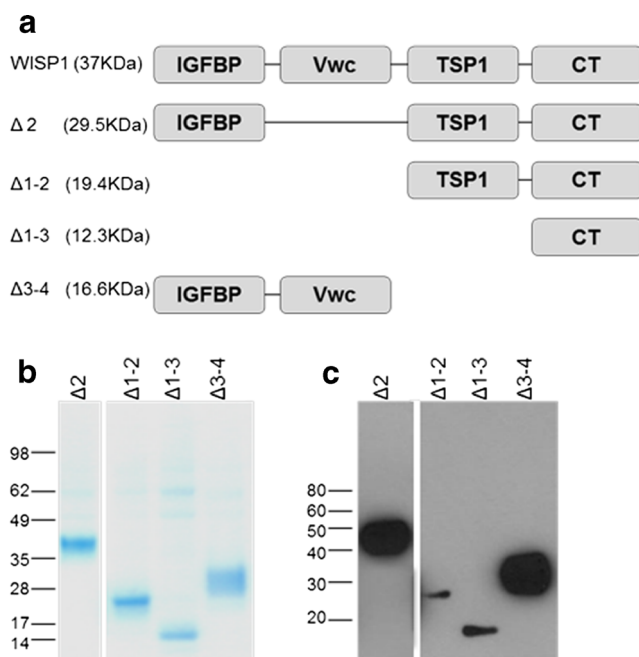 a
WISP1 (37KDa) IGFBP Vwc TSP1 CT
Δ 2 (29.5KDa) IGFBP TSP1 CT
Δ1-2 (19.4KDa) TSP1 CT
Δ1-3 (12.3KDa) CT
Δ3-4 (16.6KDa) IGFBP Vwc
b
Δ2 Δ1-2 Δ1-3 Δ3-4
98
62
49
35
28
17
14
c
Δ2 Δ1-2 Δ1-3 Δ3-4
80
60
50
40
30
20